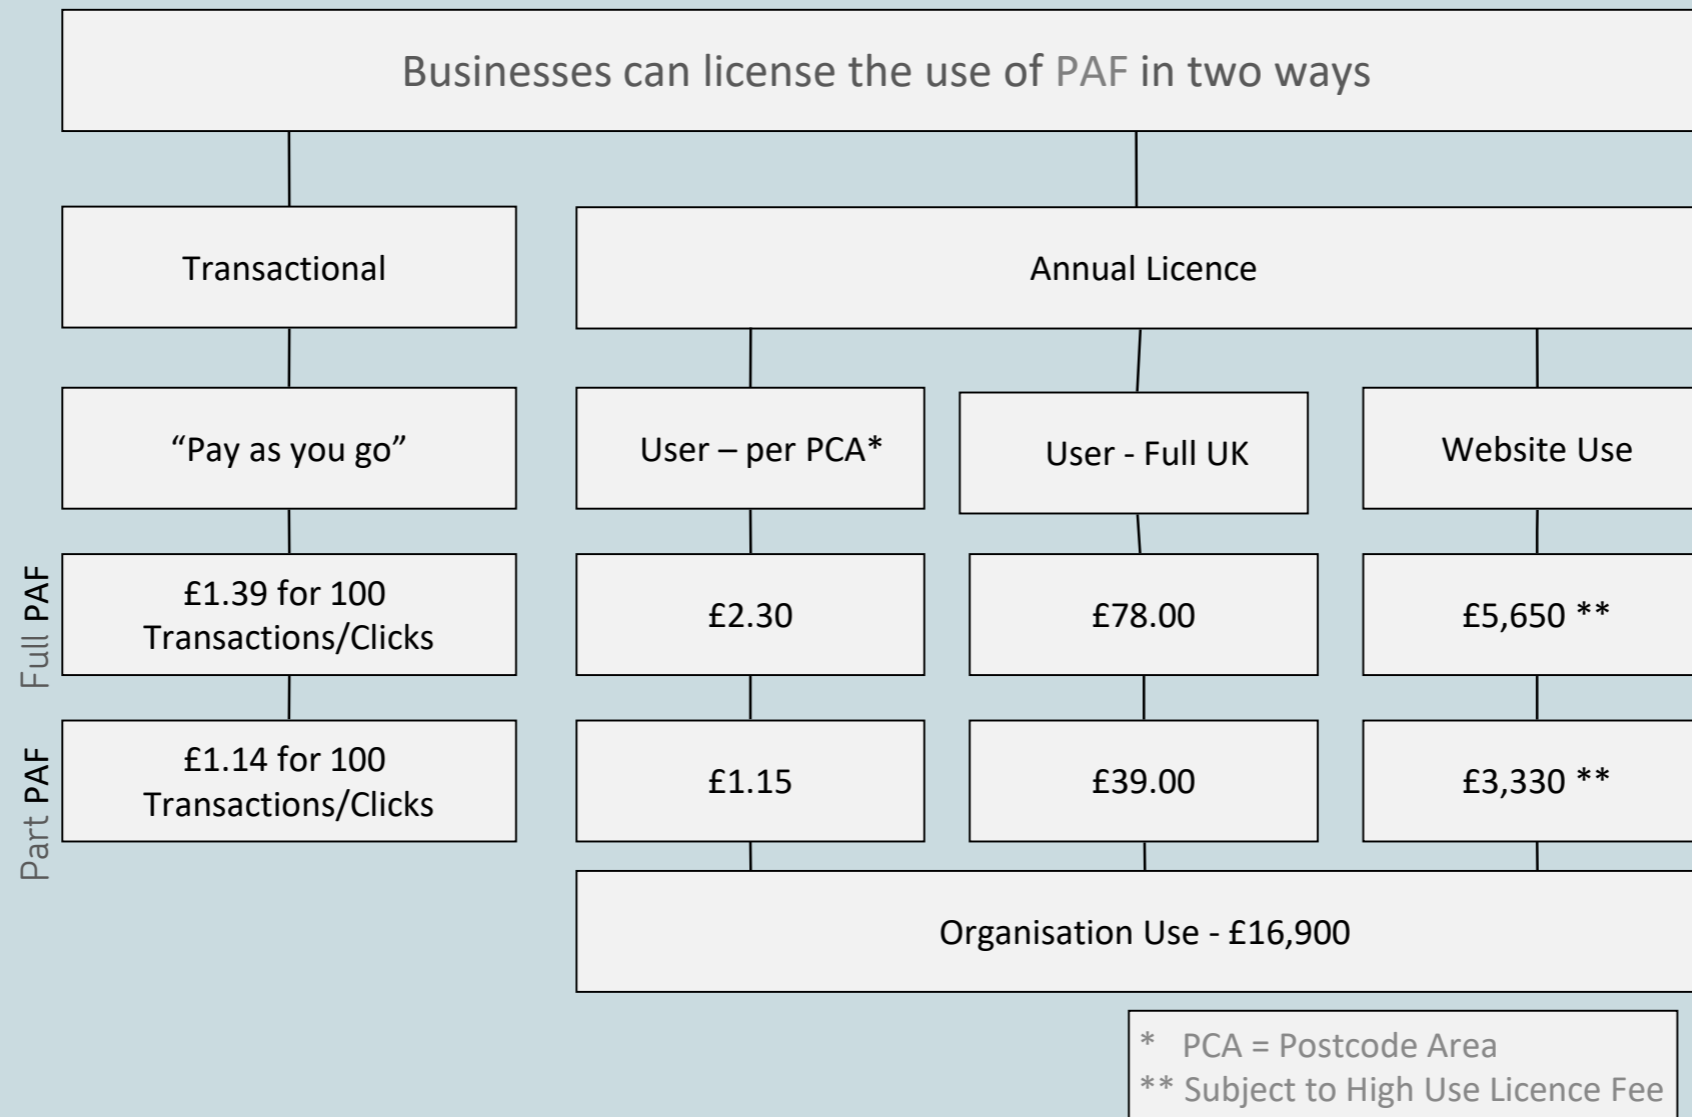 Businesses can license the use of PAF in two ways
Transactional
Annual Licence
“Pay as you go”
User – per PCA*
User - Full UK
Website Use
Full PAF
£1.39 for 100
Transactions/Clicks
£2.30
£78.00
£5,650 **
Part PAF
£1.14 for 100
Transactions/Clicks
£1.15
£39.00
£3,330 **
Organisation Use - £16,900
* PCA = Postcode Area
** Subject to High Use Licence Fee